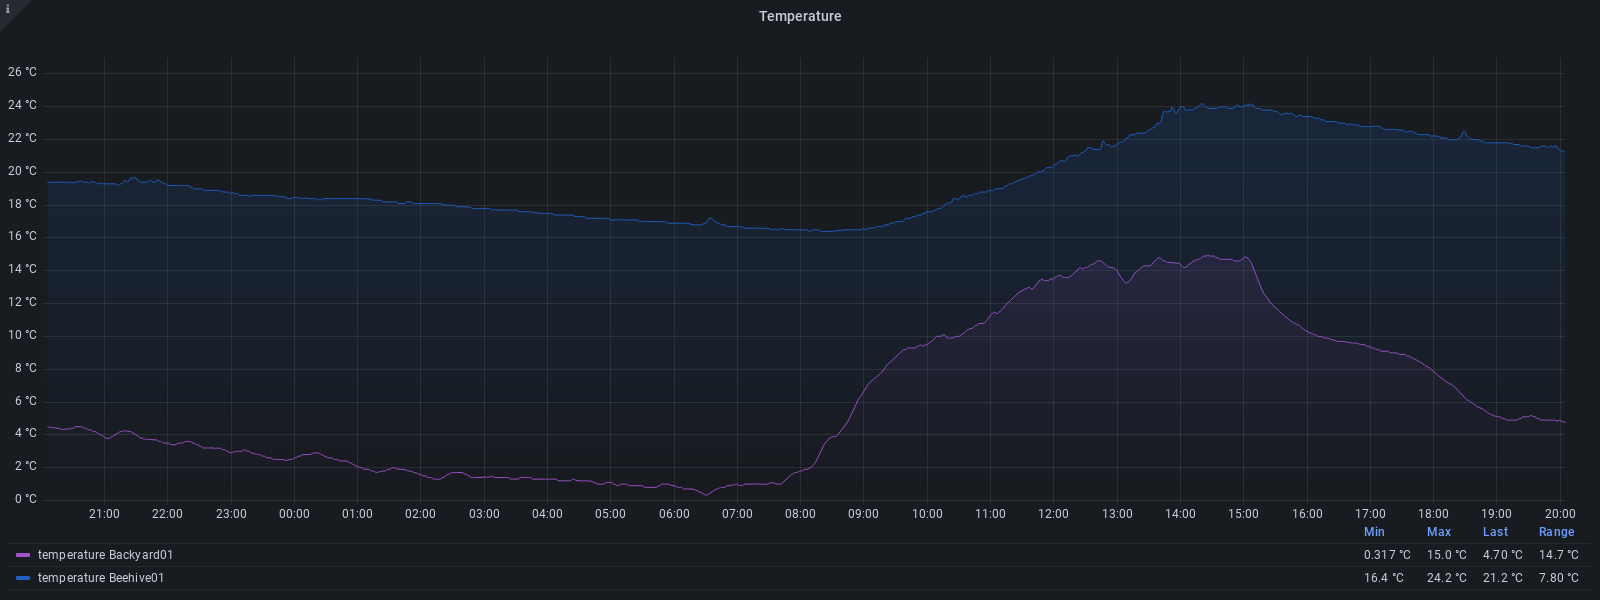 i
Temperature
26 °C
24 °C
22 °C
20 °C
18 °C
16 °C
14 °C
12 °C
10 °C
8 °C
6 °C
4 °C
2 °C
0 °C
21:00 22:00 23:00 00:00 01:00 02:00 03:00 04:00 05:00 06:00 07:00 08:00 09:00 10:00 11:00 12:00 13:00 14:00 15:00 16:00 17:00 18:00 19:00 20:00
Min Max Last Range
temperature Backyard01 0.317 °C 15.0 °C 4.70 °C 14.7 °C
temperature Beehive01 16.4 °C 24.2 °C 21.2 °C 7.80 °C